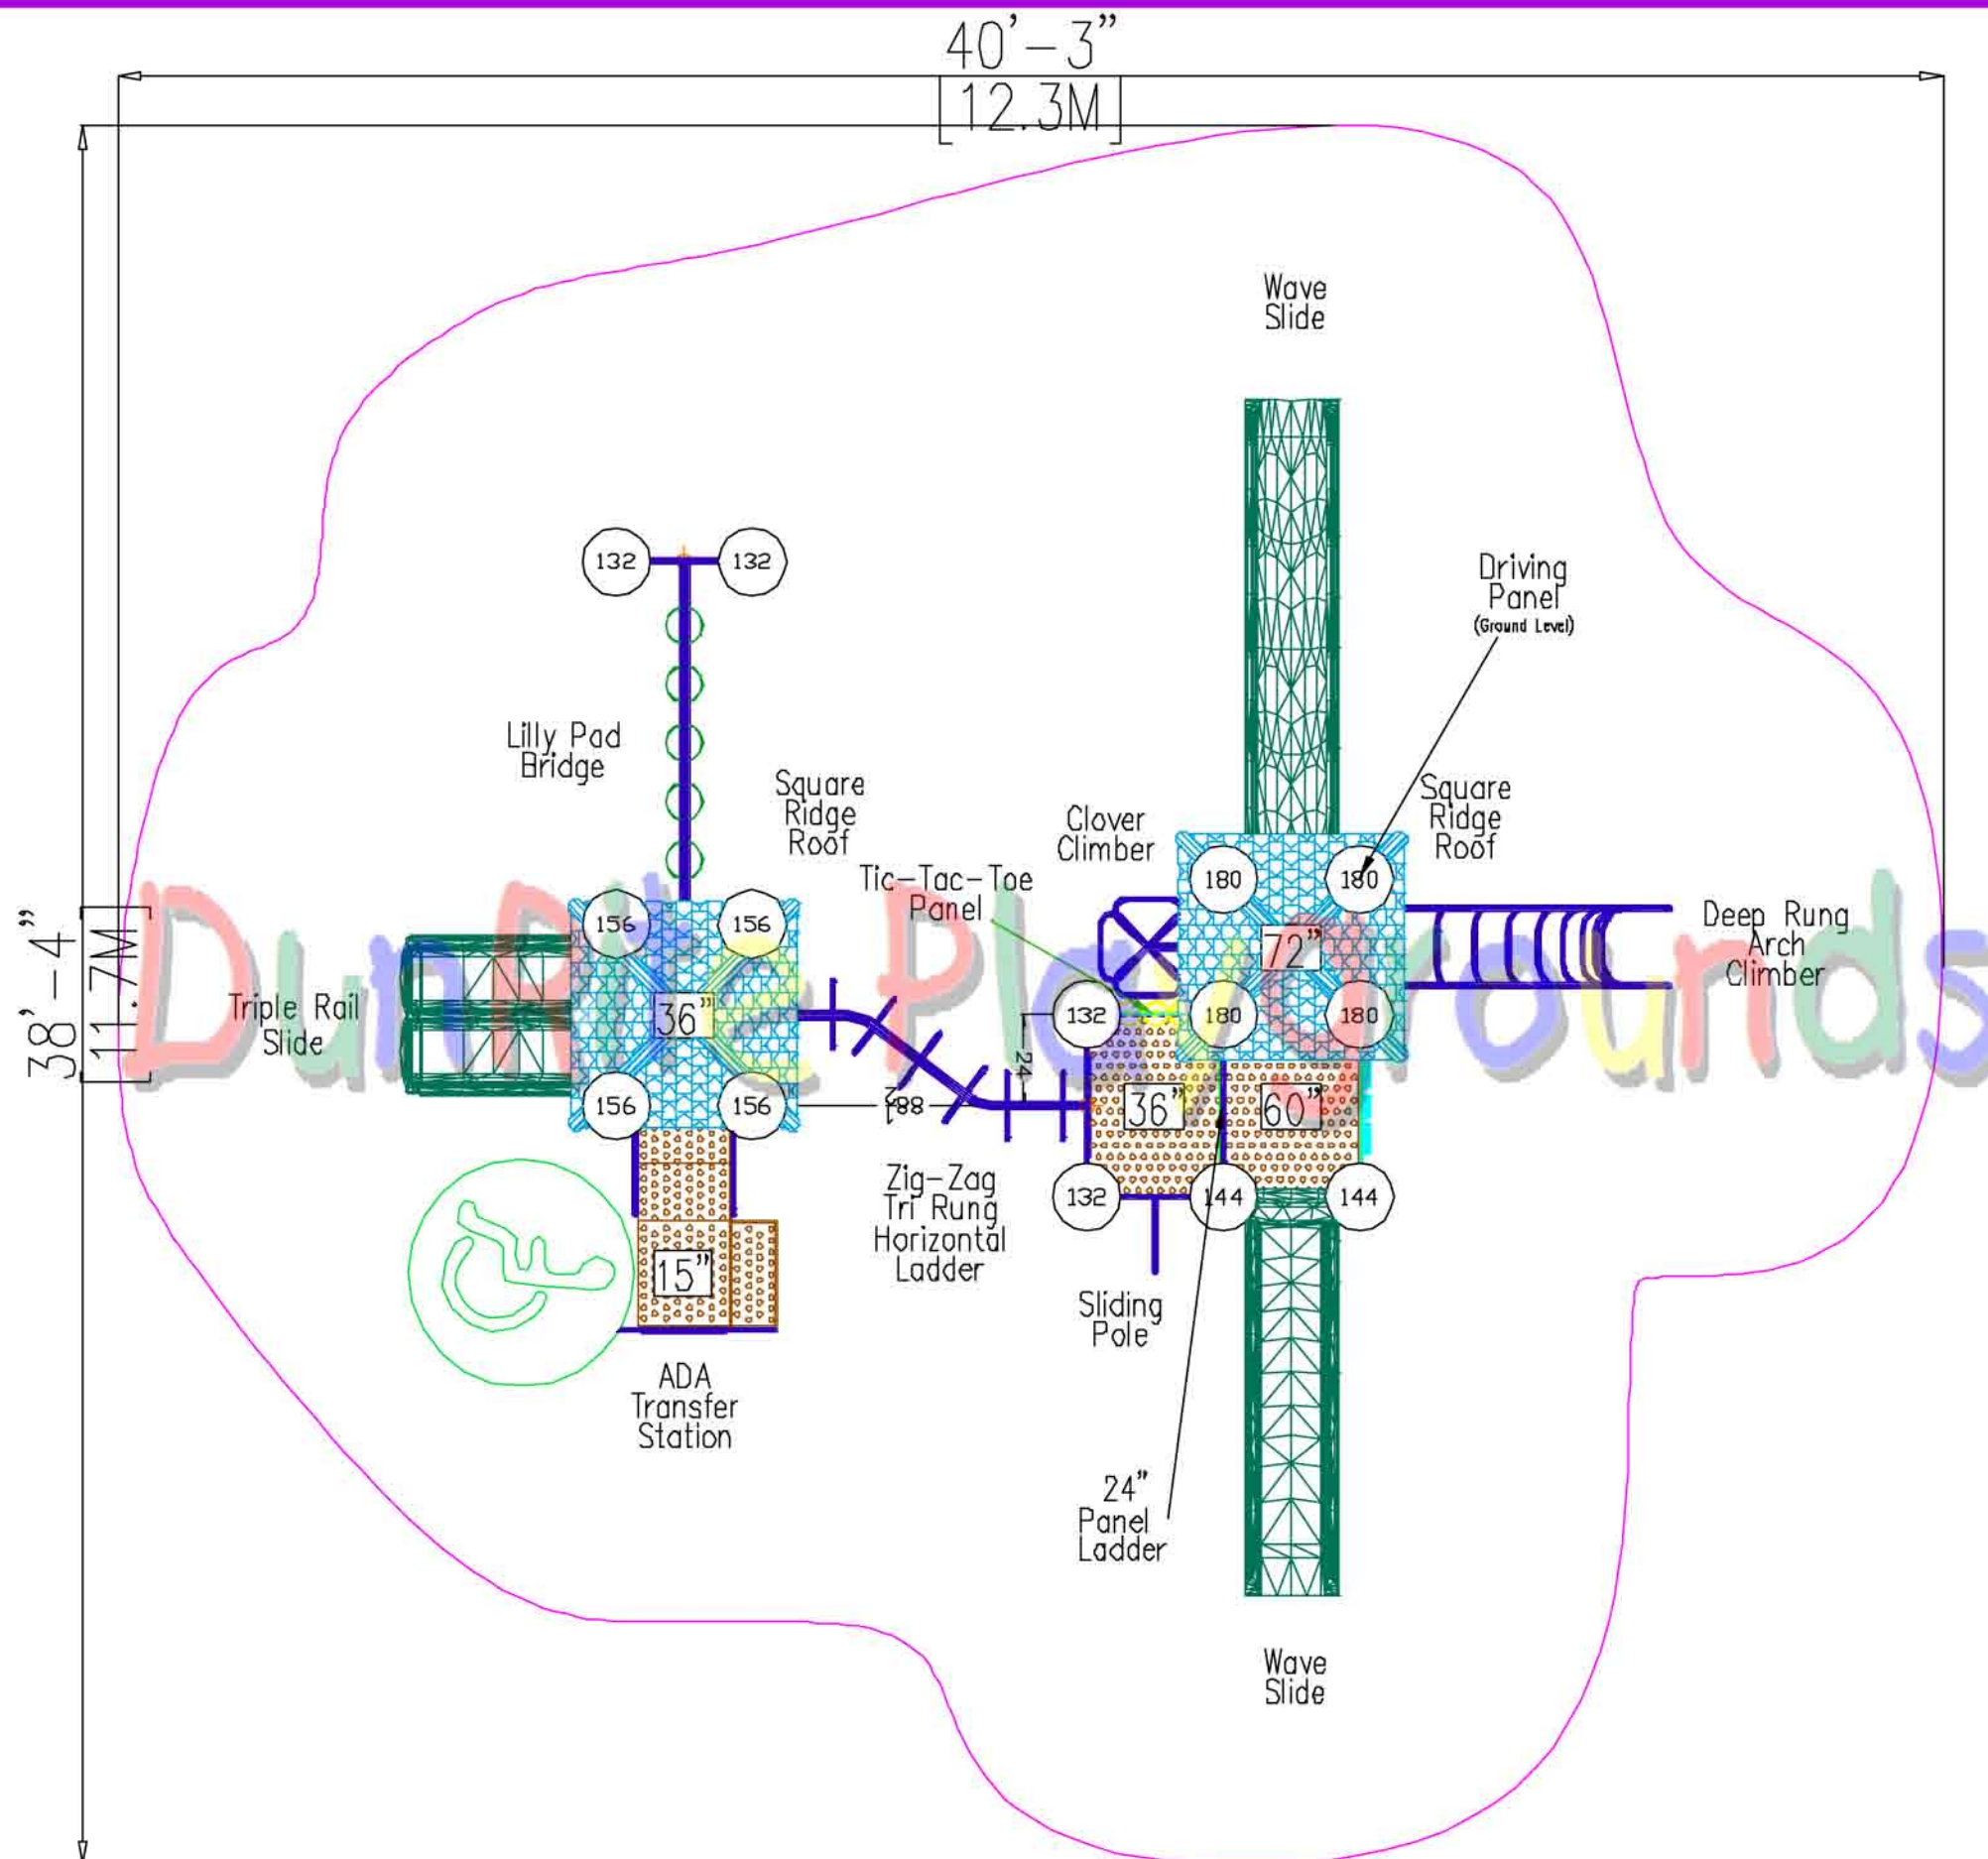 40’-3”
[12.3M]
38’-4”
11.7M
Wave
Slide
Driving
Panel
(Ground Level)
132
132
Lilly Pad
Bridge
Square
Ridge
Roof
Clover
Climber
Square
Ridge
Roof
Tic-Tac-Toe
Panel
180
180
156
156
72”
Deep Rung
Arch
Climber
Triple Rail
Slide
36”
132
180
180
24
156
156
36”
60”
Zig-Zag
Tri Rung
Horizontal
Ladder
132
144
144
15”
Sliding
Pole
ADA
Transfer
Station
24”
Panel
Ladder
Wave
Slide